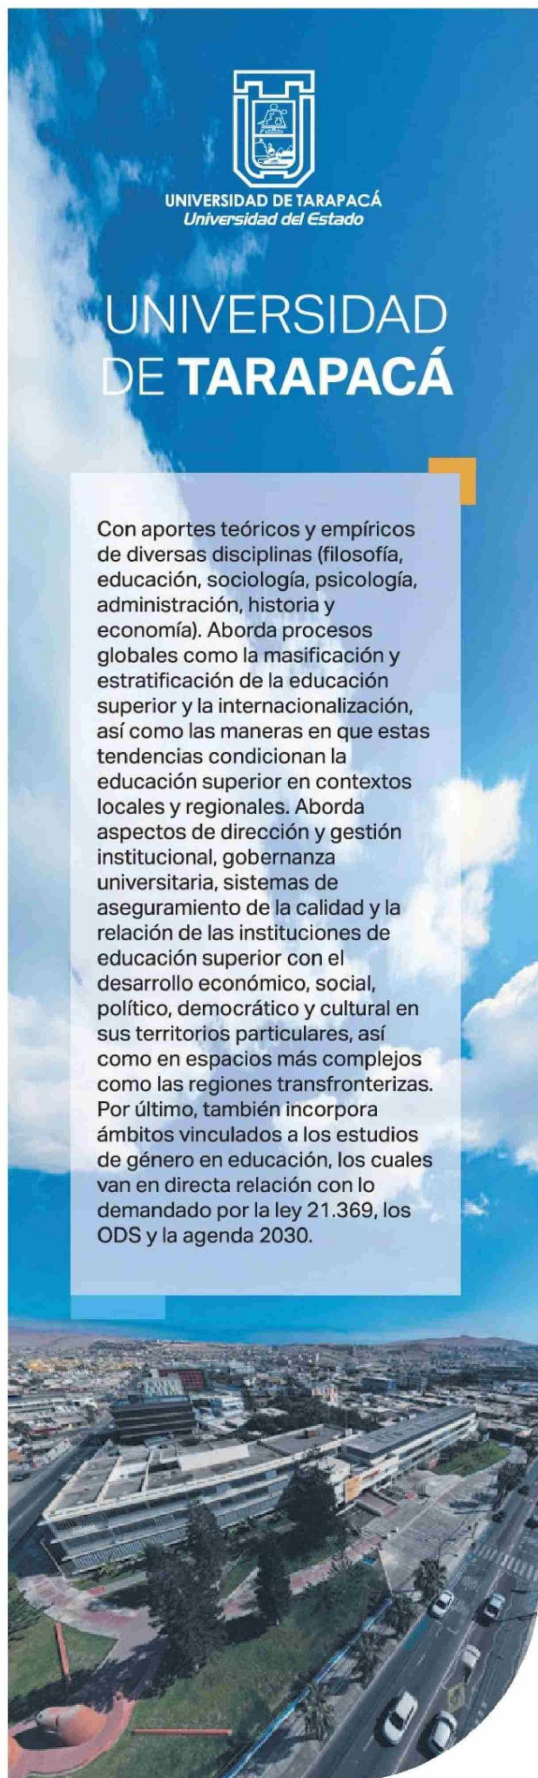 UNIVERSIDAD DE TARAPACÁ
Universidad del Estado
UNIVERSIDAD
DE TARAPACÁ
Con aportes teóricos y empíricos
de diversas disciplinas (filosofía,
educación, sociología, psicología,
administración, historia y
economía). Aborda procesos
globales como la masificación y
estratificación de la educación
superior y la internacionalización,
así como las maneras en que estas
tendencias condicionan la
educación superior en contextos
locales y regionales. Aborda
aspectos de dirección y gestión
institucional, gobernanza
universitaria, sistemas de
aseguramiento de la calidad y la
relación de las instituciones de
educación superior con el
desarrollo económico, social,
político, democrático y cultural en
sus territorios particulares, así
como en espacios más complejos
como las regiones transfronterizas.
Por último, también incorpora
ámbitos vinculados a los estudios
de género en educación, los cuales
van en directa relación con lo
demandado por la ley 21.369, los
ODS y la agenda 2030.